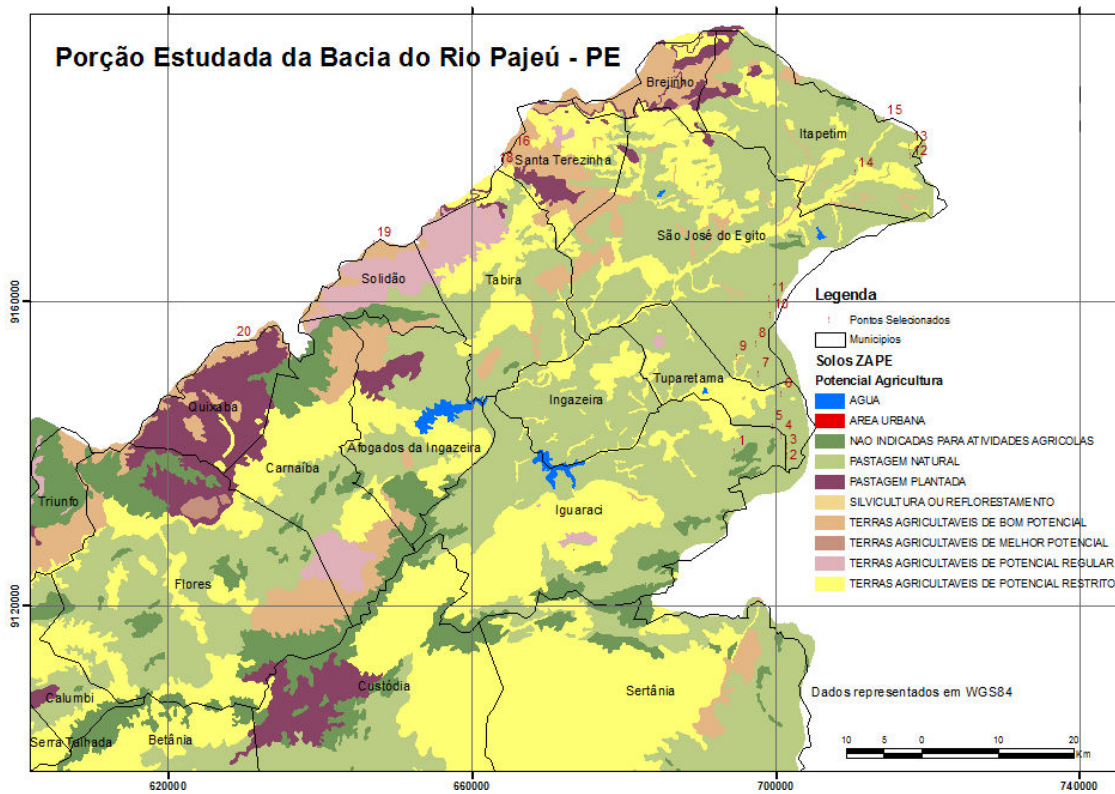 Porção Estudada da Bacia do Rio Pajeú - PE
Brejinho
Itapetim
15
13
12
14
16
18
Santa Terezinha
São José do Egito
19
Solidão
Tabira
11
10
9160000
20
8
9
7
6
Quixaba
Tuparetama
Ingazeira
5
4
3
2
1
Carnaíba
Afogados da Ingazeira
Triunfo
Iguaraci
Flores
9120000
Calumbi
Custódia
Sertânia
Serra Talhada
Betânia
Legenda
Pontos Selecionados
Municipios
Solos ZAPE
Potencial Agricultura
AGUA
AREA URBANA
NAO INDICADAS PARA ATIVIDADES AGRICOLAS
PASTAGEM NATURAL
PASTAGEM PLANTADA
SILVICULTURA OU REFLORESTAMENTO
TERRAS AGRICULTAVEIS DE BOM POTENCIAL
TERRAS AGRICULTAVEIS DE MELHOR POTENCIAL
TERRAS AGRICULTAVEIS DE POTENCIAL REGULAR
TERRAS AGRICULTAVEIS DE POTENCIAL RESTRITO
Dados representados em WGS84
10 5 0 10 20
Km
620000 660000 700000 740000